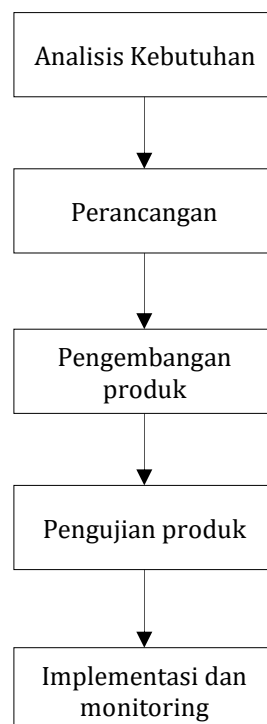 Analisis Kebutuhan
Perancangan
Pengembangan
produk
Pengujian produk
Implementasi dan
monitoring